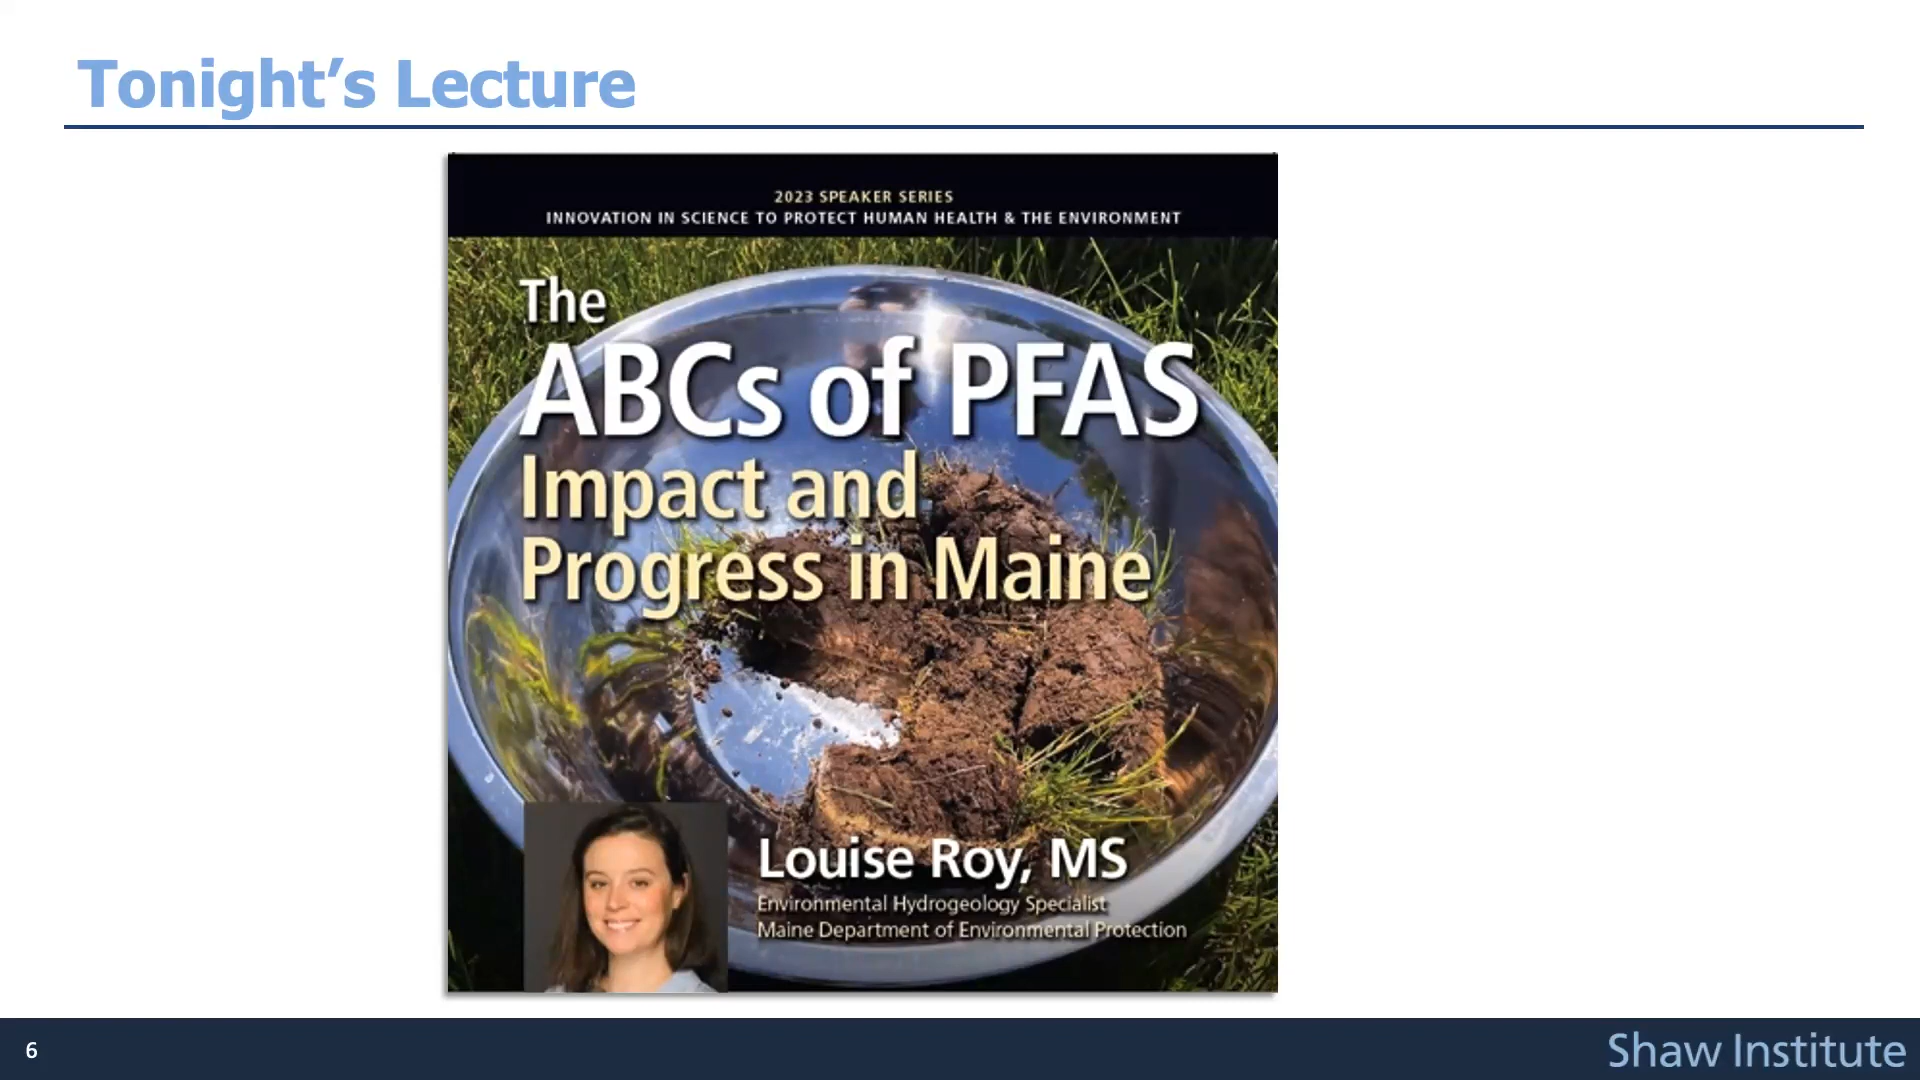 Tonight’s Lecture
2023 SPEAKER SERIES
INNOVATION IN SCIENCE TO PROTECT HUMAN HEALTH & THE ENVIRONMENT
The
ABCs of PFAS
Impact and
Progress in Maine
Louise Roy, MS
Environmental Hydrogeology Specialist
Maine Department of Environmental Protection
6
Shaw Institute